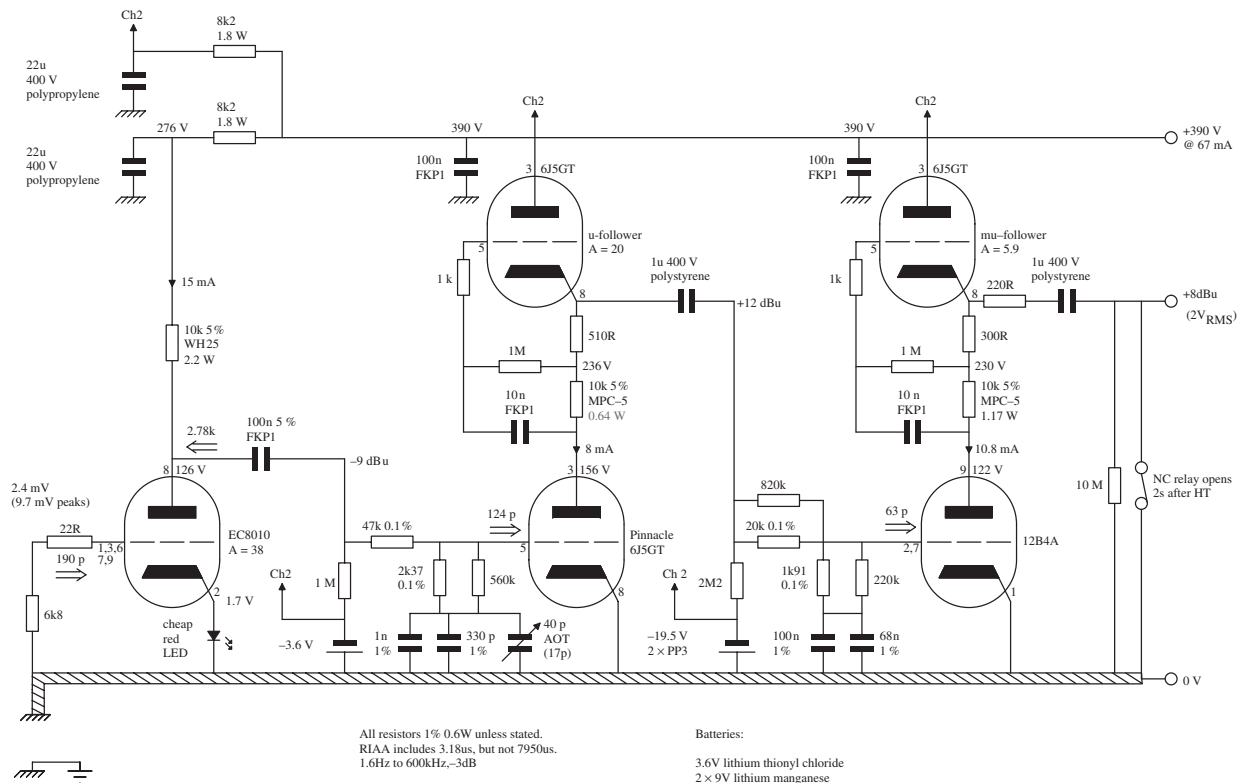 Ch2
8k2
1.8 W
22u
400 V
polypropylene
8k2
1.8 W
276 V
22u
400 V
polypropylene
390 V
100n
FKP1
Ch2
3
6J5GT
5
u-follower
A = 20
1 k
8
1u 400 V
polystyrene
+12 dBu
510R
1M
236 V
10k 5%
MPC–5
0.64 W
10n
FKP1
8 mA
390 V
100n
FKP1
Ch2
3
6J5GT
5
mu–follower
A = 5.9
1k
8
220R
1u 400 V
polystyrene
300R
1 M
230 V
10k 5%
MPC–5
1.17 W
10 n
FKP1
10.8 mA
+390 V
@ 67 mA
+8dBu
(2VRMS)
15 mA
10k 5%
WH25
2.2 W
2.78k
100n 5 %
FKP1
–9 dBu
8
126 V
2.4 mV
(9.7 mV peaks)
22R
190 p
1,3,6
7,9
EC8010
A = 38
2
1.7 V
6k8
cheap
red
LED
Ch2
1 M
–3.6 V
47k 0.1%
124 p
2k37
0.1%
560k
1n
1%
330 p
1%
40 p
AOT
(17p)
3
156 V
5
Pinnacle
6J5GT
8
820k
20k 0.1%
63 p
Ch 2
2M2
–19.5 V
2 × PP3
1k91
0.1%
220k
100n
1%
68n
1 %
9
122 V
2,7
12B4A
1
10 M
NC relay opens
2s after HT
0 V
All resistors 1% 0.6W unless stated.
RIAA includes 3.18us, but not 7950us.
1.6Hz to 600kHz,–3dB
Batteries:
3.6V lithium thionyl chloride
2 × 9V lithium manganese